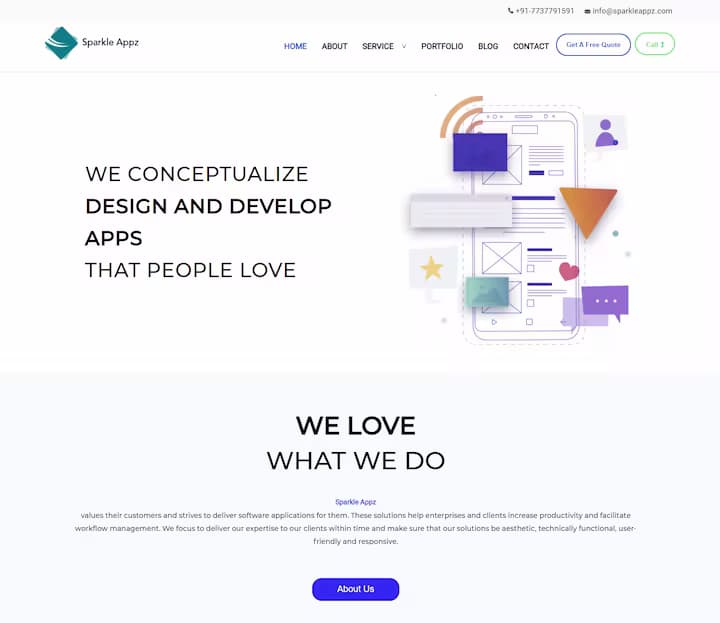 +91-7737791591 info@sparkleappz.com
Sparkle Appz
HOME ABOUT SERVICE PORTFOLIO BLOG CONTACT Get A Free Quote Call
WE CONCEPTUALIZE
DESIGN AND DEVELOP
APPS
THAT PEOPLE LOVE
WE LOVE
WHAT WE DO
Sparkle Appz
values their customers and strives to deliver software applications for them. These solutions help enterprises and clients increase productivity and facilitate
workflow management. We focus to deliver our expertise to our clients within time and make sure that our solutions be aesthetic, technically functional, user-
friendly and responsive.
About Us